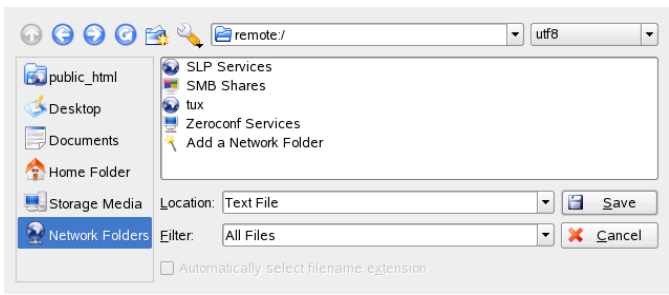 remote:/
utf8
public_html
Desktop
Documents
Home Folder
Storage Media
Network Folders
SLP Services
SMB Shares
tux
Zeroconf Services
Add a Network Folder
Location: Text File
Save
Filter: All Files
Cancel
Automatically select filename extension